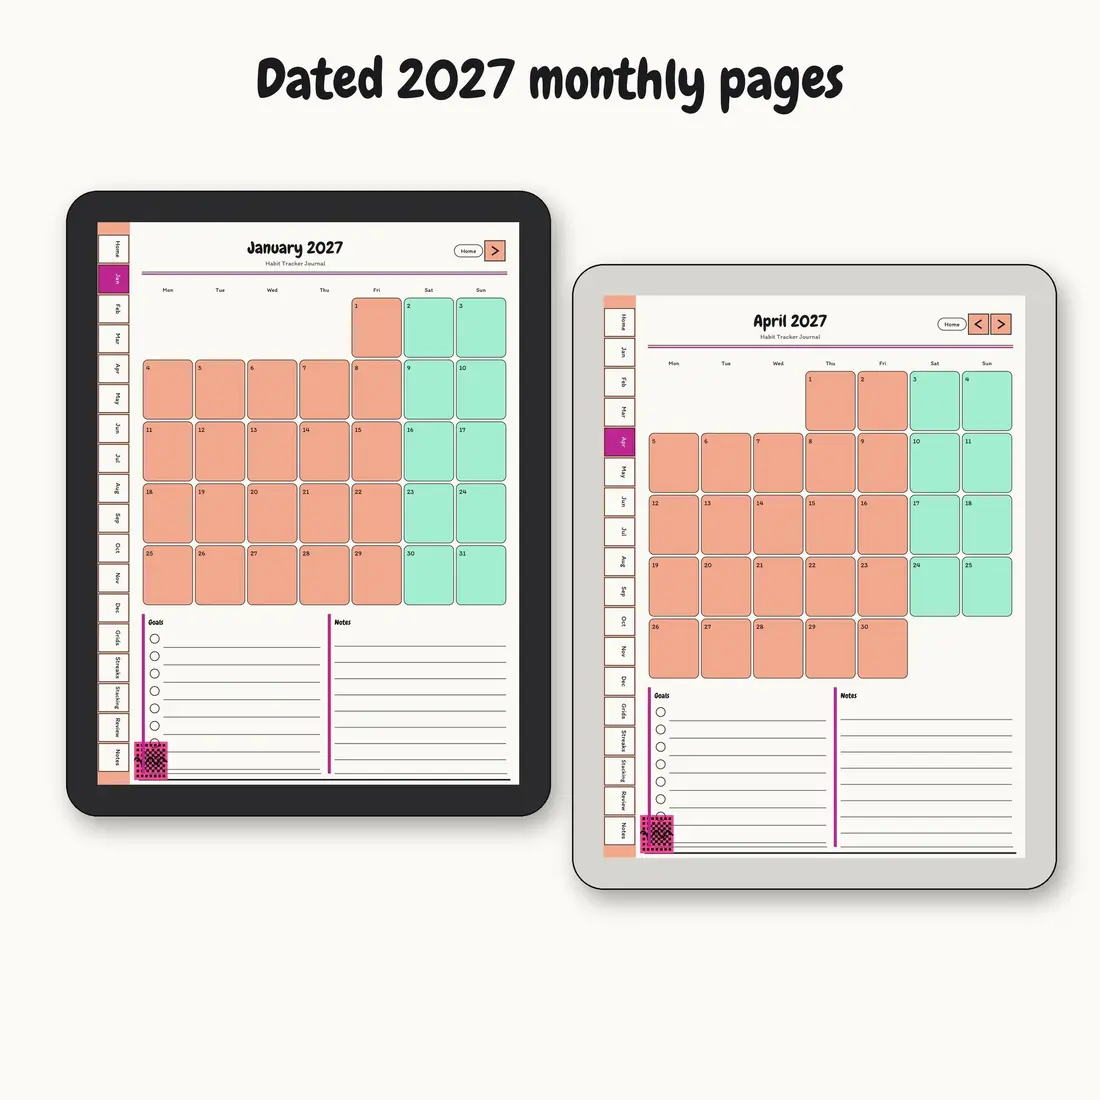 Dated 2027 monthly pages
January 2027
Home >
Habit Tracker Journal
Mon Tue Wed Thu Fri Sat Sun
1 2 3
4 5 6 7 8 9 10
11 12 13 14 15 16 17
18 19 20 21 22 23 24
25 26 27 28 29 30 31
Goals
Notes
Home
Jan
Feb
Mar
Apr
May
Jun
Jul
Aug
Sep
Oct
Nov
Dec
Grids
Streaks
Stacking
Review
Notes
April 2027
Home < >
Habit Tracker Journal
Mon Tue Wed Thu Fri Sat Sun
1 2 3 4
5 6 7 8 9 10 11
12 13 14 15 16 17 18
19 20 21 22 23 24 25
26 27 28 29 30
Goals
Notes
Home
Jan
Feb
Mar
Apr
May
Jun
Jul
Aug
Sep
Oct
Nov
Dec
Grids
Streaks
Stacking
Review
Notes